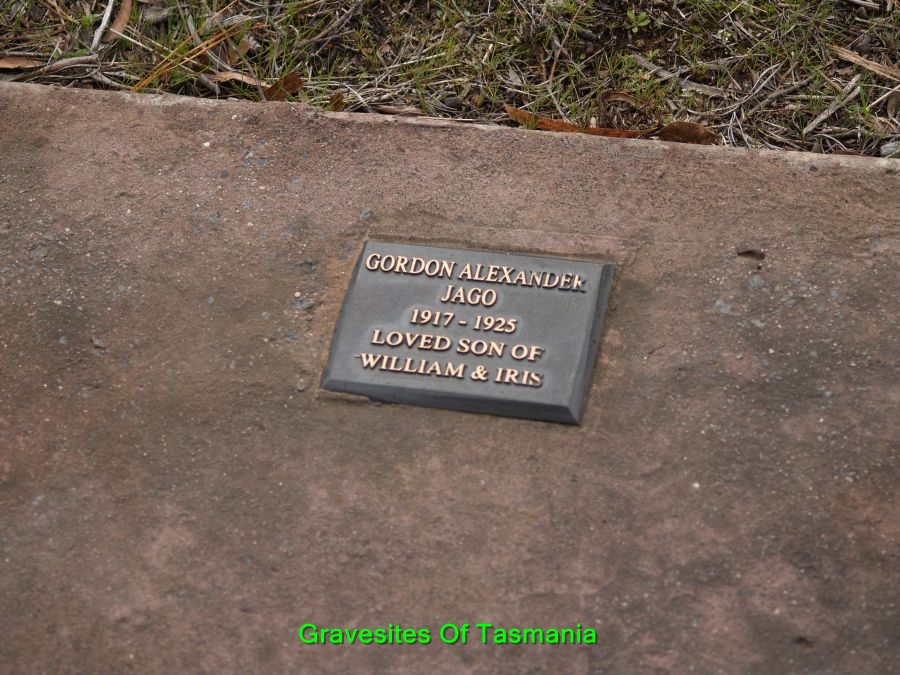 GORDON ALEXANDER
JAGO
1917 - 1925
LOVED SON OF
WILLIAM & IRIS
Gravesites Of Tasmania